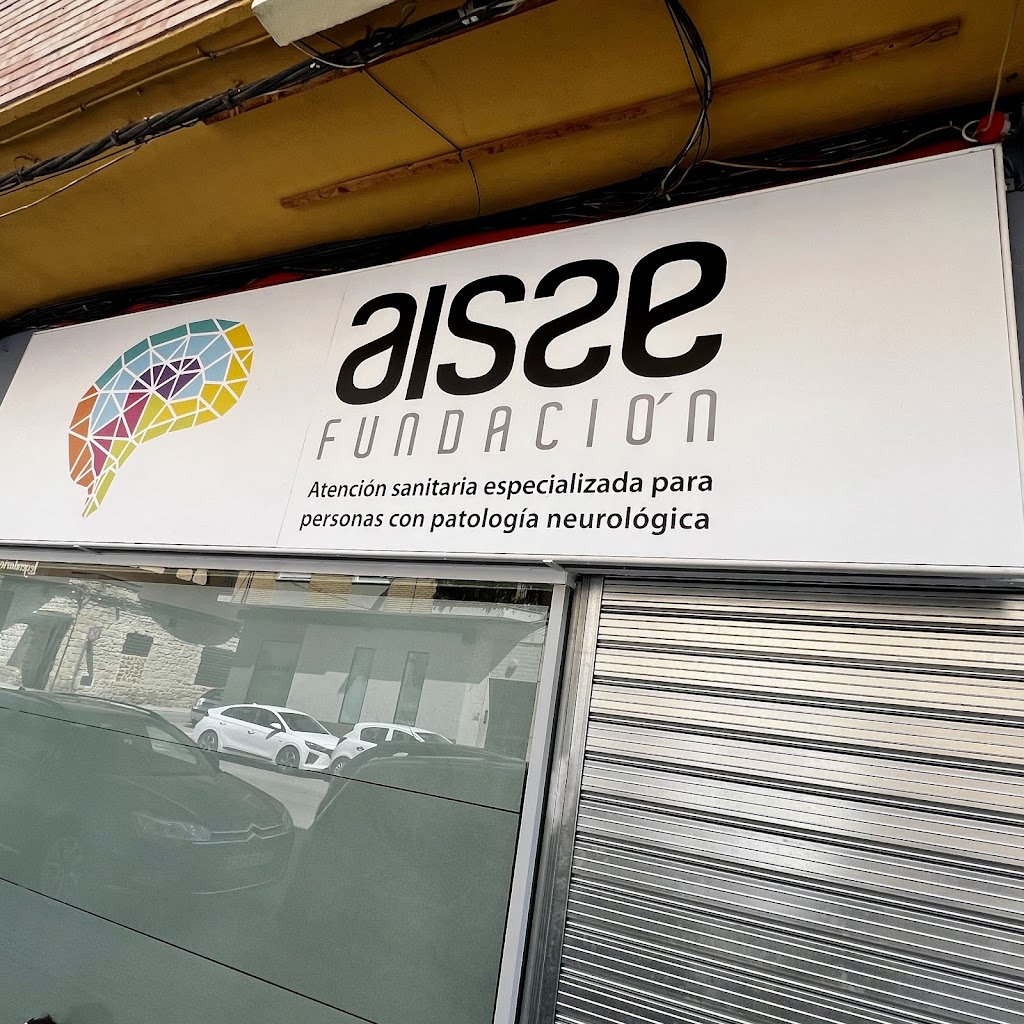 aisse
FUNDACIÓN
Atención sanitaria especializada para
personas con patología neurológica